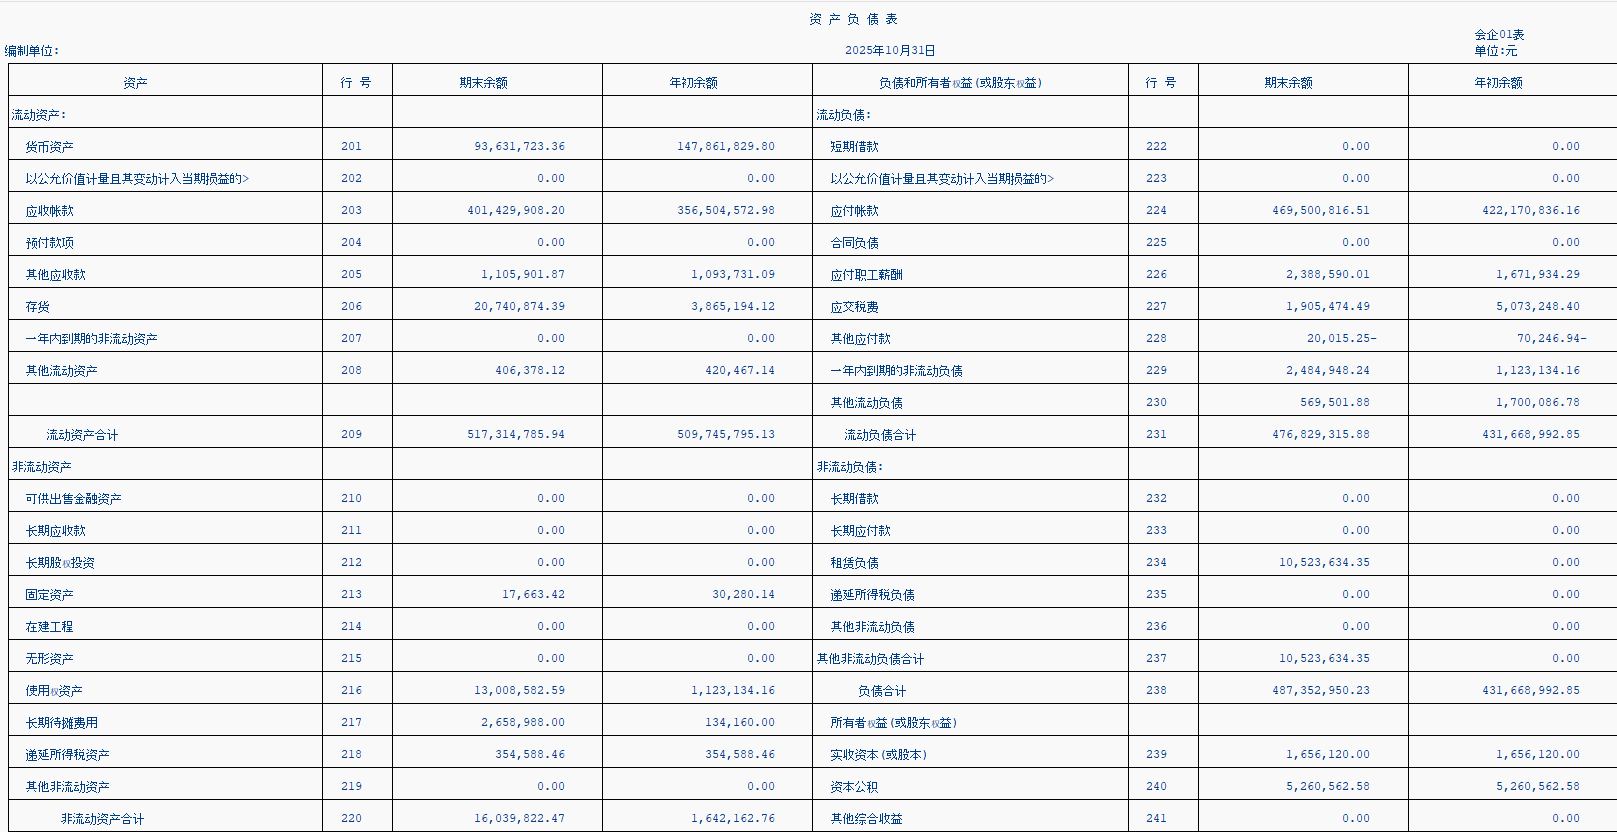 资 产 负 债 表
会企01表
编制单位: 2025年10月31日 单位:元
资产 行 号 期末余额 年初余额 负债和所有者权益(或股东权益) 行 号 期末余额 年初余额
流动资产: 流动负债:
货币资产 201 93,631,723.36 147,861,829.80 短期借款 222 0.00 0.00
以公允价值计量且其变动计入当期损益的> 202 0.00 0.00 以公允价值计量且其变动计入当期损益的> 223 0.00 0.00
应收帐款 203 401,429,908.20 356,504,572.98 应付帐款 224 469,500,816.51 422,170,836.16
预付款项 204 0.00 0.00 合同负债 225 0.00 0.00
其他应收款 205 1,105,901.87 1,093,731.09 应付职工薪酬 226 2,388,590.01 1,671,934.29
存货 206 20,740,874.39 3,865,194.12 应交税费 227 1,905,474.49 5,073,248.40
一年内到期的非流动资产 207 0.00 0.00 其他应付款 228 20,015.25- 70,246.94-
其他流动资产 208 406,378.12 420,467.14 一年内到期的非流动负债 229 2,484,948.24 1,123,134.16
其他流动负债 230 569,501.88 1,700,086.78
流动资产合计 209 517,314,785.94 509,745,795.13 流动负债合计 231 476,829,315.88 431,668,992.85
非流动资产 非流动负债:
可供出售金融资产 210 0.00 0.00 长期借款 232 0.00 0.00
长期应收款 211 0.00 0.00 长期应付款 233 0.00 0.00
长期股权投资 212 0.00 0.00 租赁负债 234 10,523,634.35 0.00
固定资产 213 17,663.42 30,280.14 递延所得税负债 235 0.00 0.00
在建工程 214 0.00 0.00 其他非流动负债 236 0.00 0.00
无形资产 215 0.00 0.00 其他非流动负债合计 237 10,523,634.35 0.00
使用权资产 216 13,008,582.59 1,123,134.16 负债合计 238 487,352,950.23 431,668,992.85
长期待摊费用 217 2,658,988.00 134,160.00 所有者权益(或股东权益)
递延所得税资产 218 354,588.46 354,588.46 实收资本(或股本) 239 1,656,120.00 1,656,120.00
其他非流动资产 219 0.00 0.00 资本公积 240 5,260,562.58 5,260,562.58
非流动资产合计 220 16,039,822.47 1,642,162.76 其他综合收益 241 0.00 0.00